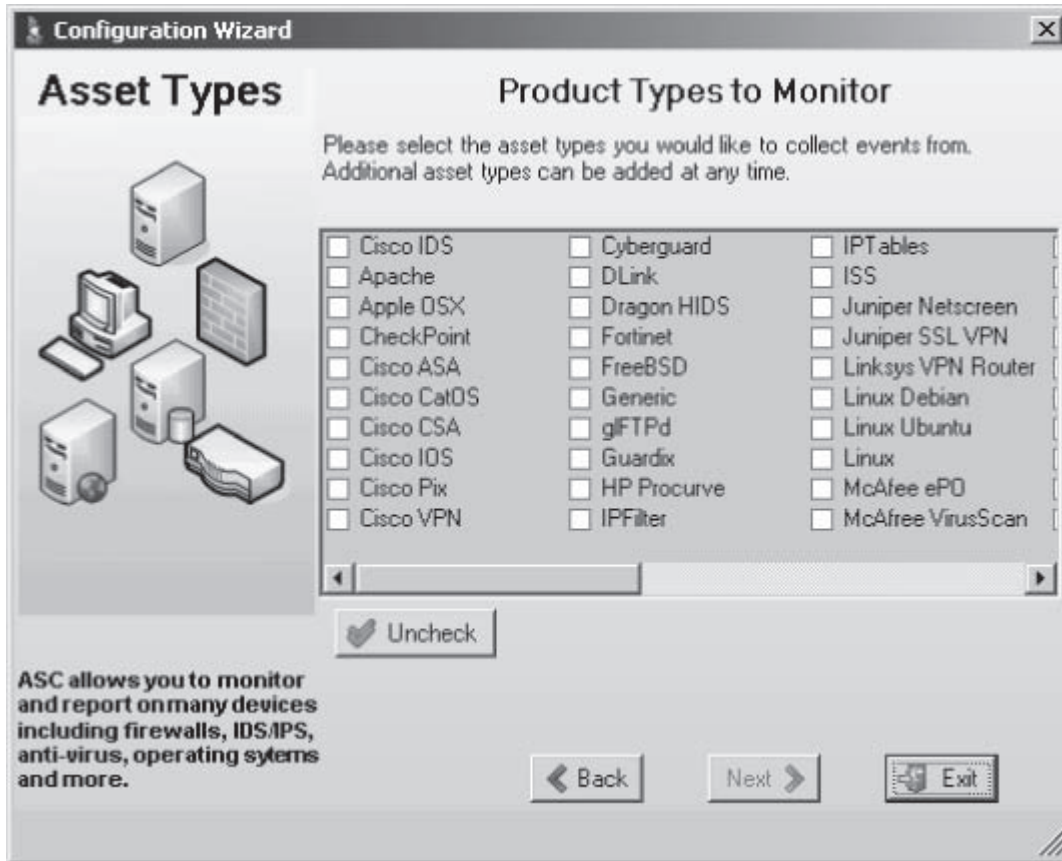 Configuration Wizard
Asset Types
Product Types to Monitor
Please select the asset types you would like to collect events from.
Additional asset types can be added at any time.
Cisco IDS
Apache
Apple OSX
CheckPoint
Cisco ASA
Cisco CatOS
Cisco CSA
Cisco IOS
Cisco Pix
Cisco VPN
Cyberguard
DLink
Dragon HIDS
Fortinet
FreeBSD
Generic
glFTPd
Guardix
HP Procurve
IPFilter
IPTables
ISS
Juniper Netscreen
Juniper SSL VPN
Linksys VPN Router
Linux Debian
Linux Ubuntu
Linux
McAfee ePO
McAfree VirusScan
Uncheck
ASC allows you to monitor
and report on many devices
including firewalls, IDS/IPS,
anti-virus, operating sytems
and more.
Back
Next
Exit